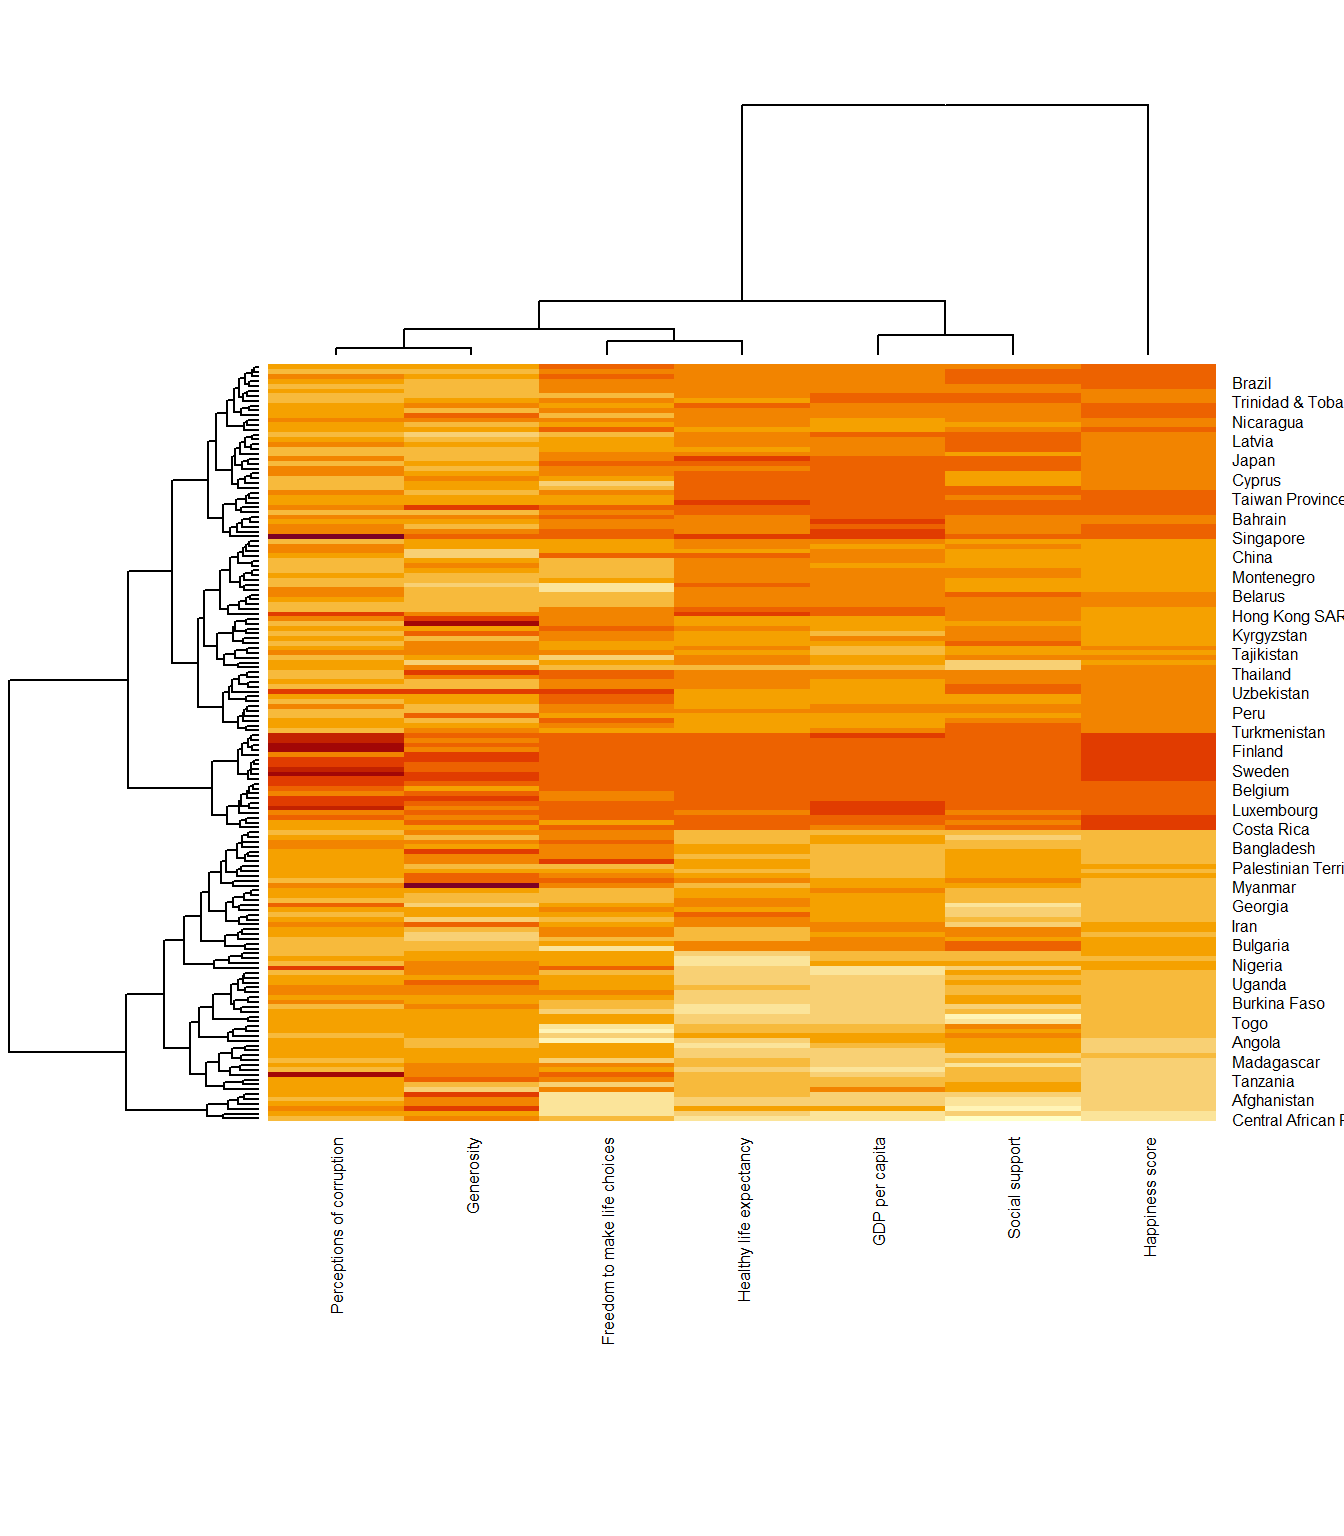 Brazil
Trinidad & Toba
Nicaragua
Latvia
Japan
Cyprus
Taiwan Province
Bahrain
Singapore
China
Montenegro
Belarus
Hong Kong SAR
Kyrgyzstan
Tajikistan
Thailand
Uzbekistan
Peru
Turkmenistan
Finland
Sweden
Belgium
Luxembourg
Costa Rica
Bangladesh
Palestinian Terri
Myanmar
Georgia
Iran
Bulgaria
Nigeria
Uganda
Burkina Faso
Togo
Angola
Madagascar
Tanzania
Afghanistan
Central African R
Perceptions of corruption
Generosity
Freedom to make life choices
Healthy life expectancy
GDP per capita
Social support
Happiness score